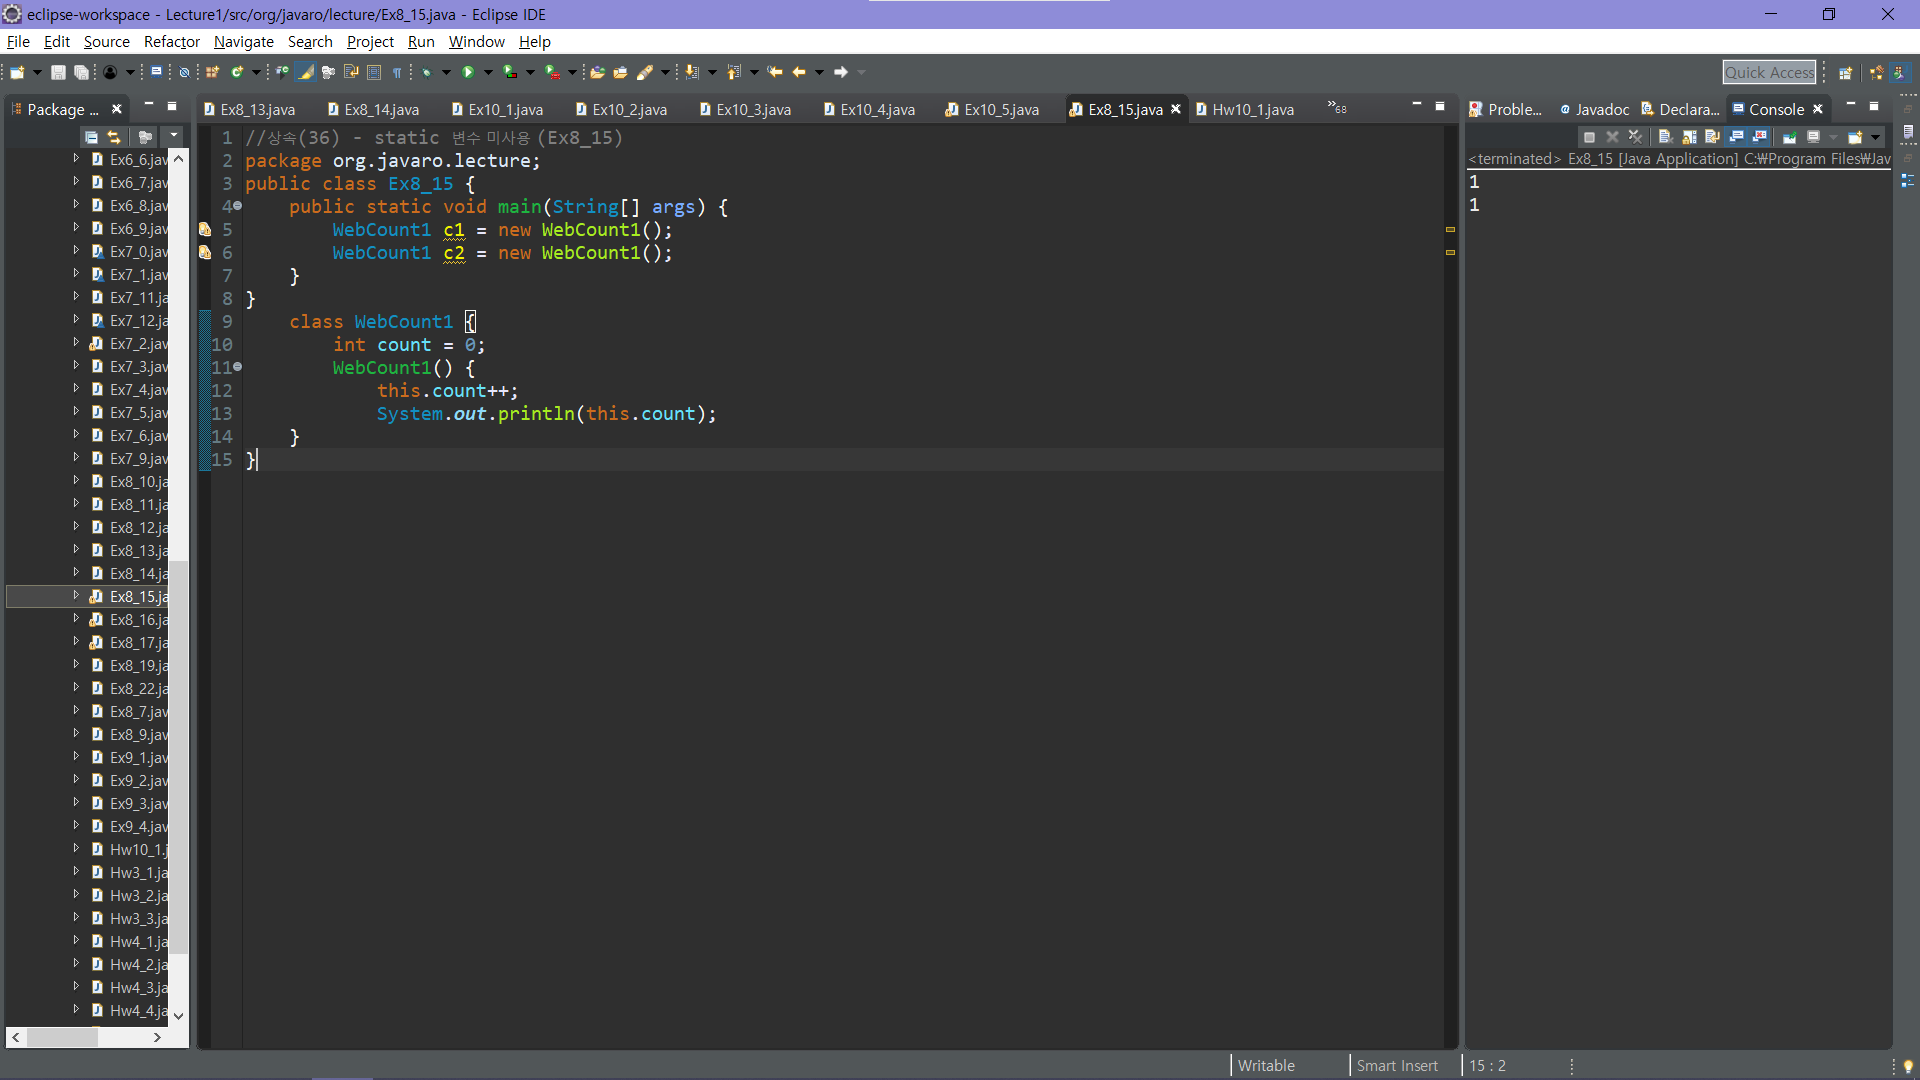 eclipse-workspace - Lecture1/src/org/javaro/lecture/Ex8_15.java - Eclipse IDE
File Edit Source Refactor Navigate Search Project Run Window Help
Quick Access
Package ...
Ex8_13.java Ex8_14.java Ex10_1.java Ex10_2.java Ex10_3.java Ex10_4.java Ex10_5.java Ex8_15.java Hw10_1.java »68
Proble... @ Javadoc Declara... Console
Ex6_6.jav
Ex6_7.jav
Ex6_8.jav
Ex6_9.jav
Ex7_0.jav
Ex7_1.jav
Ex7_11.ja
Ex7_12.ja
Ex7_2.jav
Ex7_3.jav
Ex7_4.jav
Ex7_5.jav
Ex7_6.jav
Ex7_9.jav
Ex8_10.ja
Ex8_11.ja
Ex8_12.ja
Ex8_13.ja
Ex8_14.ja
Ex8_15.ja
Ex8_16.ja
Ex8_17.ja
Ex8_19.ja
Ex8_22.ja
Ex8_7.jav
Ex8_9.jav
Ex9_1.jav
Ex9_2.jav
Ex9_3.jav
Ex9_4.jav
Hw10_1.j
Hw3_1.ja
Hw3_2.ja
Hw3_3.ja
Hw4_1.ja
Hw4_2.ja
Hw4_3.ja
Hw4_4.ja
1 //상속(36) - static 변수 미사용 (Ex8_15)
2 package org.javaro.lecture;
3 public class Ex8_15 {
4 public static void main(String[] args) {
5 WebCount1 c1 = new WebCount1();
6 WebCount1 c2 = new WebCount1();
7 }
8 }
9 class WebCount1 {
10 int count = 0;
11 WebCount1() {
12 this.count++;
13 System.out.println(this.count);
14 }
15 }
<terminated> Ex8_15 [Java Application] C:₩Program Files₩Jav
1
1
Writable Smart Insert 15 : 2